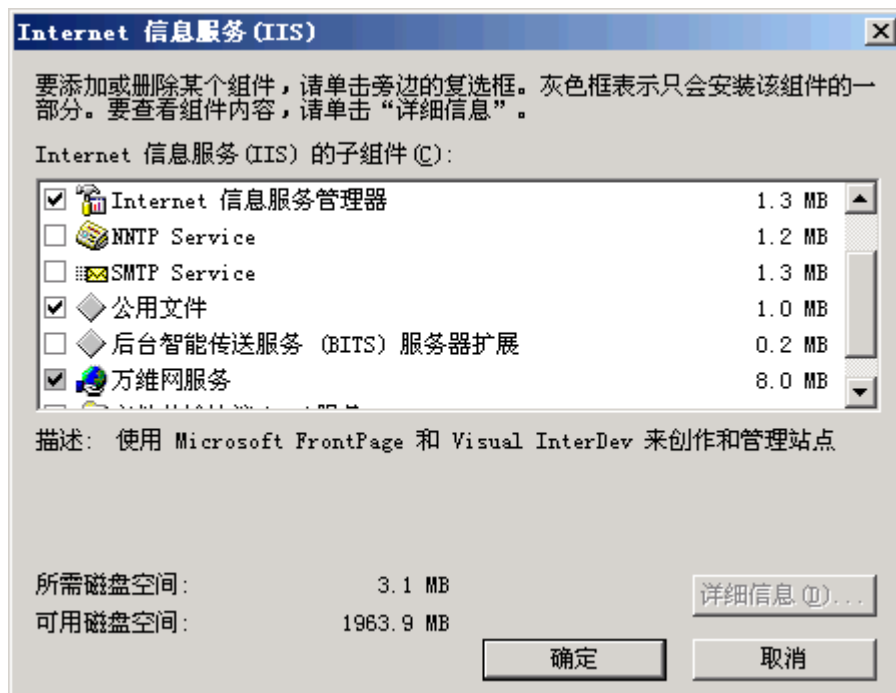 Internet 信息服务(IIS)
要添加或删除某个组件，请单击旁边的复选框。灰色框表示只会安装该组件的一
部分。要查看组件内容，请单击“详细信息”。
Internet 信息服务(IIS) 的子组件(C):
Internet 信息服务管理器 1.3 MB
NNTP Service 1.2 MB
SMTP Service 1.3 MB
公用文件 1.0 MB
后台智能传送服务 (BITS) 服务器扩展 0.2 MB
万维网服务 8.0 MB
描述: 使用 Microsoft FrontPage 和 Visual InterDev 来创作和管理站点
所需磁盘空间: 3.1 MB
详细信息(D)...
可用磁盘空间: 1963.9 MB
确定 取消